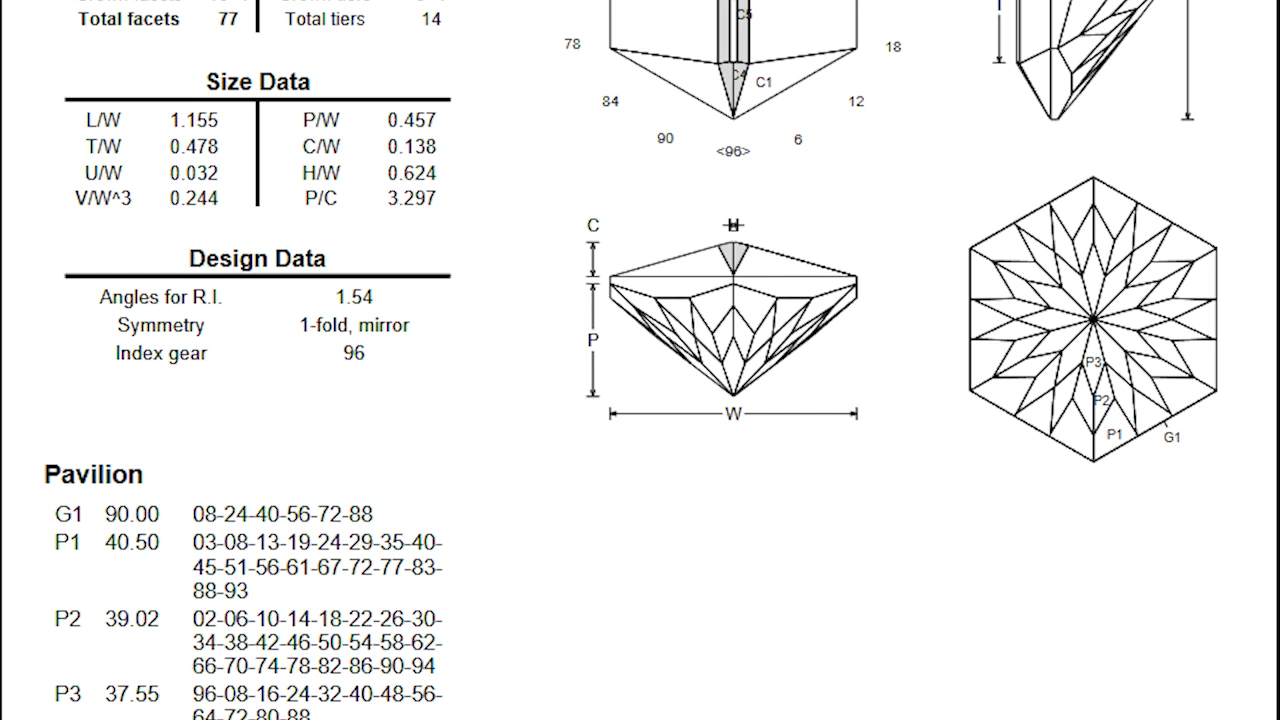 Total facets 77 Total tiers 14
Size Data
L/W 1.155 P/W 0.457
T/W 0.478 C/W 0.138
U/W 0.032 H/W 0.624
V/W^3 0.244 P/C 3.297
Design Data
Angles for R.I. 1.54
Symmetry 1-fold, mirror
Index gear 96
Pavilion
G1 90.00 08-24-40-56-72-88
P1 40.50 03-08-13-19-24-29-35-40-
45-51-56-61-67-72-77-83-
88-93
P2 39.02 02-06-10-14-18-22-26-30-
34-38-42-46-50-54-58-62-
66-70-74-78-82-86-90-94
P3 37.55 96-08-16-24-32-40-48-56-
64-72-80-88
C5
78 18
C4 C1
84 12
90 6
<96>
C
P
W
P3
P2
P1 G1